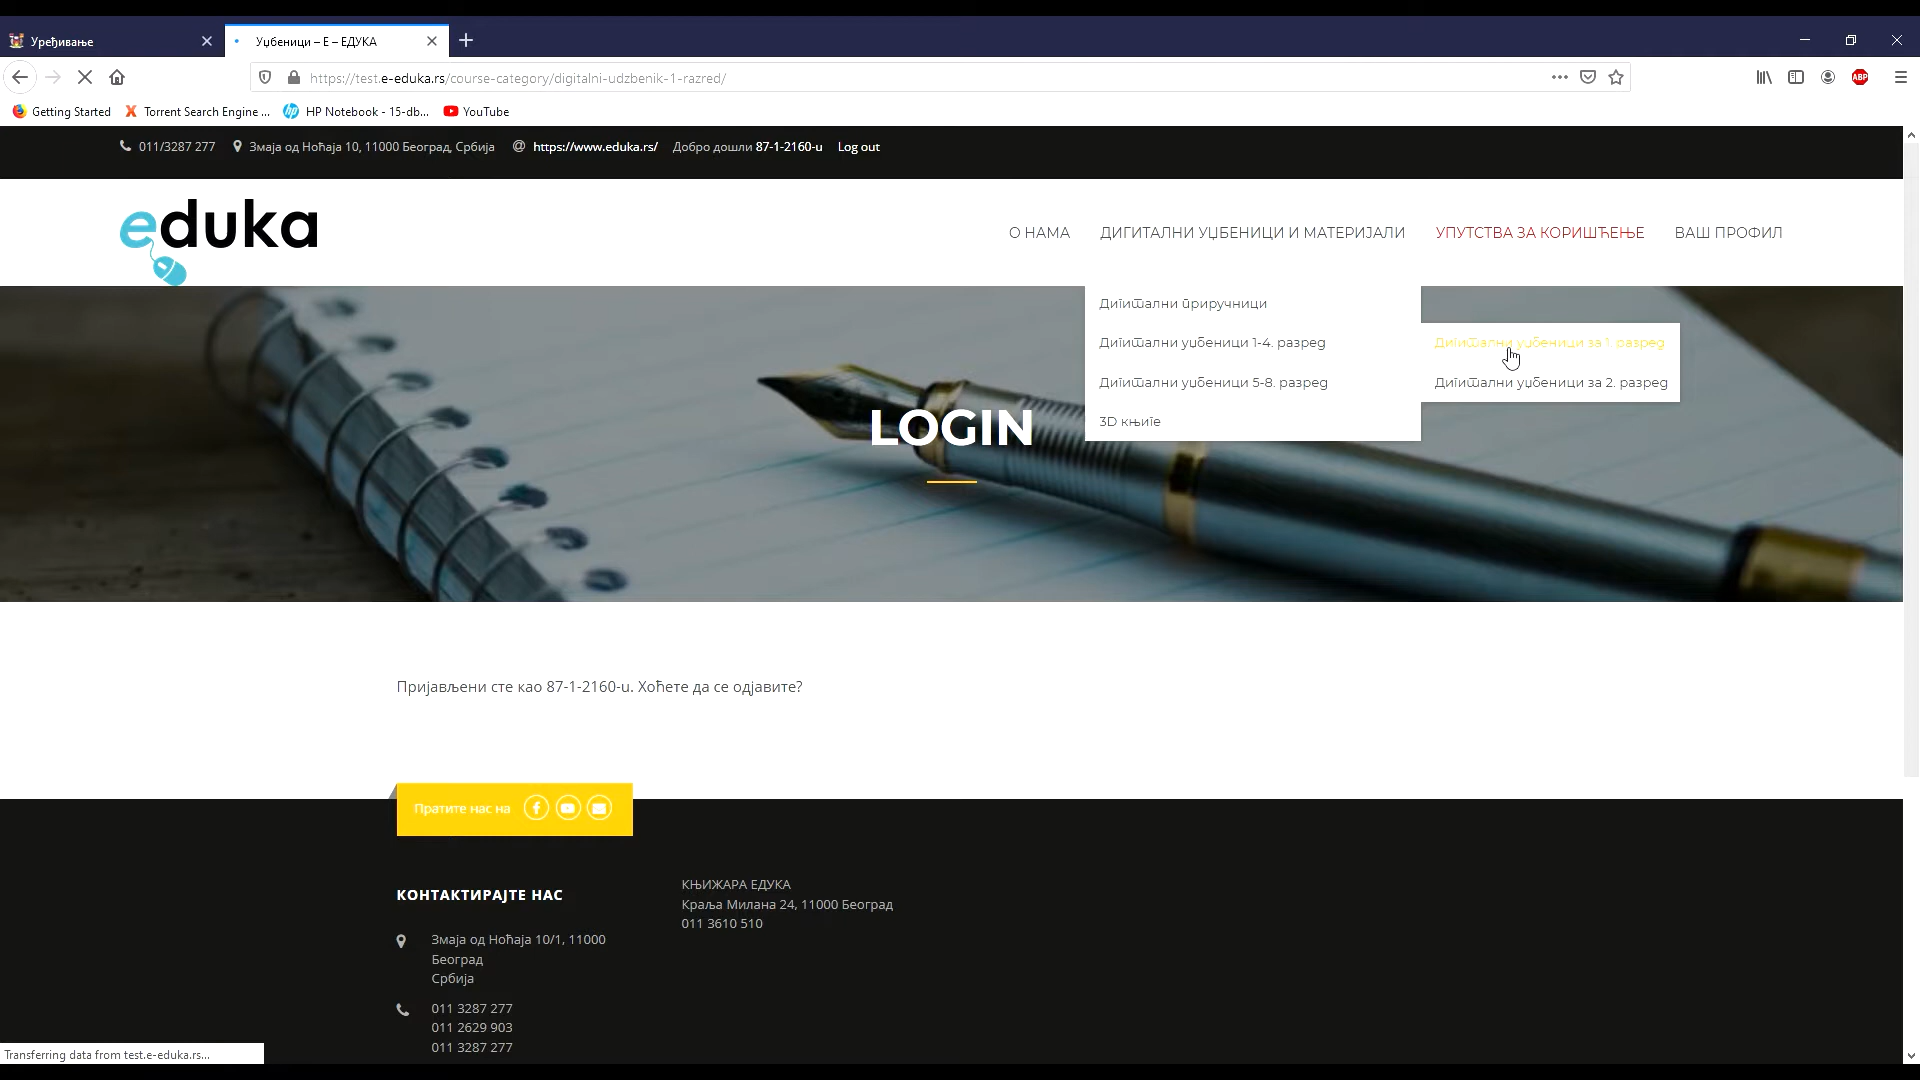 Уређивање
Уџбеници – Е – ЕДУКА
https://test.e-eduka.rs/course-category/digitalni-udzbenik-1-razred/
ABP
Getting Started
Torrent Search Engine ...
HP Notebook - 15-db...
YouTube
011/3287 277
Змаја од Ноћаја 10, 11000 Београд, Србија
https://www.eduka.rs/
Добро дошли 87-1-2160-u
Log out
eduka
О НАМА
ДИГИТАЛНИ УЏБЕНИЦИ И МАТЕРИЈАЛИ
УПУТСТВА ЗА КОРИШЋЕЊЕ
ВАШ ПРОФИЛ
Дигитални приручници
Дигитални уџбеници 1-4. разред
Дигитални уџбеници за 1. разред
Дигитални уџбеници 5-8. разред
Дигитални уџбеници за 2. разред
3D књиге
LOGIN
Пријављени сте као 87-1-2160-u. Хоћете да се одјавите?
Пратите нас на
КОНТАКТИРАЈТЕ НАС
Змаја од Ноћаја 10/1, 11000
Београд
Србија
011 3287 277
011 2629 903
011 3287 277
КЊИЖАРА ЕДУКА
Краља Милана 24, 11000 Београд
011 3610 510
Transferring data from test.e-eduka.rs...